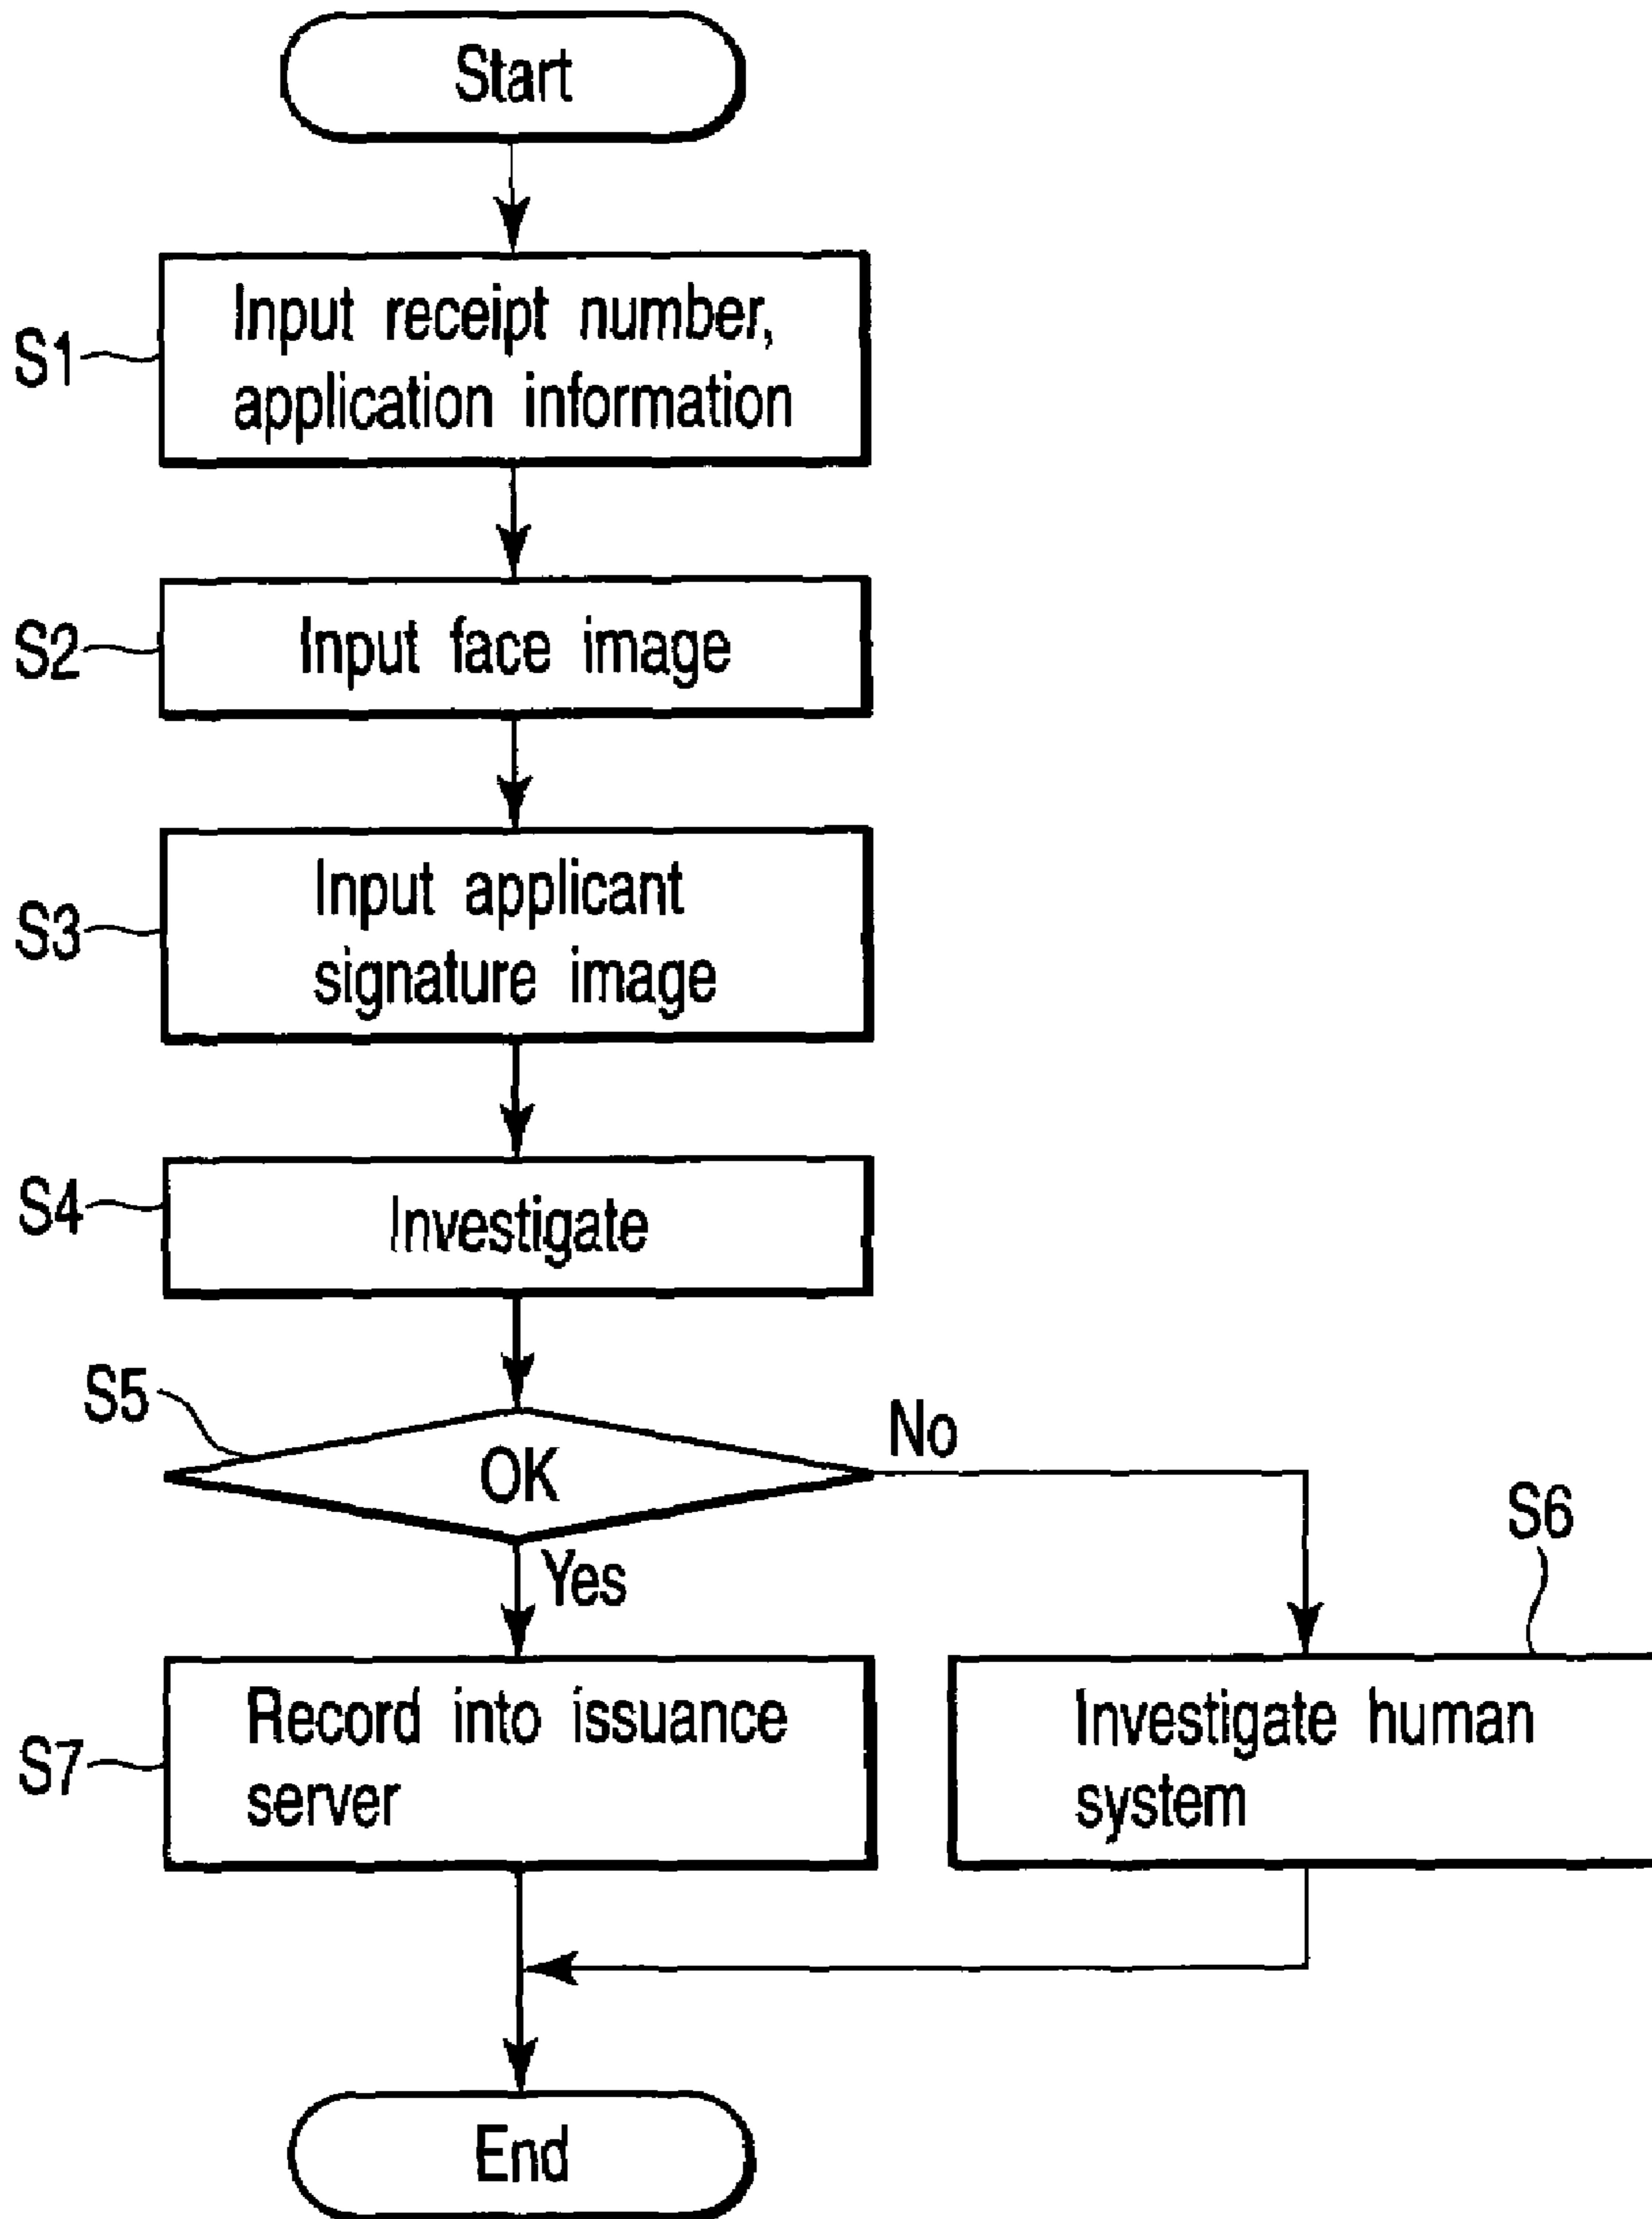 Start
S1
Input receipt number,
application information
S2
Input face image
S3
Input applicant
signature image
S4
Investigate
S5
OK
No
Yes
S6
S7
Record into issuance
server
Investigate human
system
End